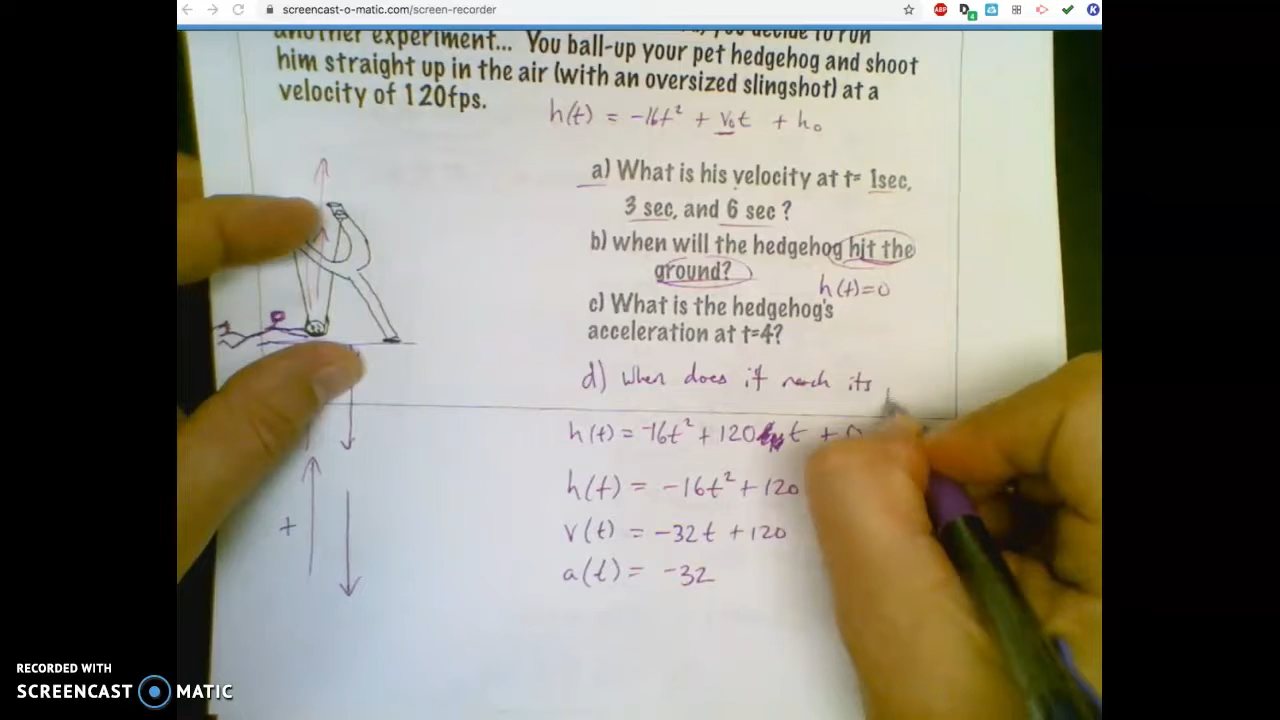 screencast-o-matic.com/screen-recorder
ABP
4
K
another experiment... You ball-up your pet hedgehog and shoot
him straight up in the air (with an oversized slingshot) at a
velocity of 120fps.
h(t) = -16t² + v₀t + h₀
a) What is his velocity at t= 1sec,
3 sec, and 6 sec ?
b) when will the hedgehog hit the
ground?
h(t)=0
c) What is the hedgehog's
acceleration at t=4?
d) When does it reach its
h(t) = -16t² + 120 t + 0
h(t) = -16t² + 120
v(t) = -32t + 120
a(t) = -32
+
RECORDED WITH
SCREENCAST MATIC